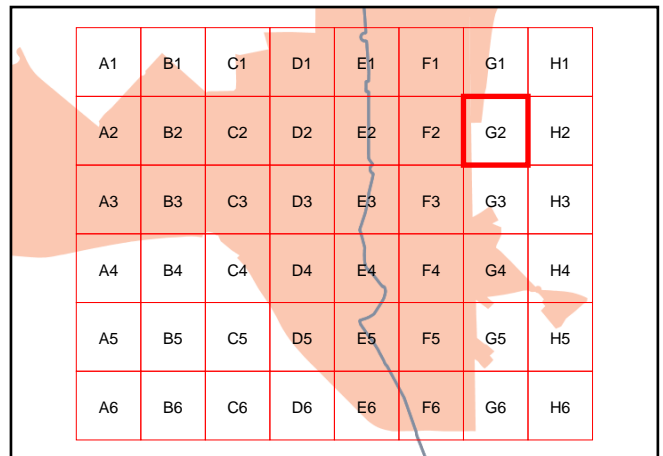 A1 B1 C1 D1 E1 F1 G1 H1
A2 B2 C2 D2 E2 F2 G2 H2
A3 B3 C3 D3 E3 F3 G3 H3
A4 B4 C4 D4 E4 F4 G4 H4
A5 B5 C5 D5 E5 F5 G5 H5
A6 B6 C6 D6 E6 F6 G6 H6